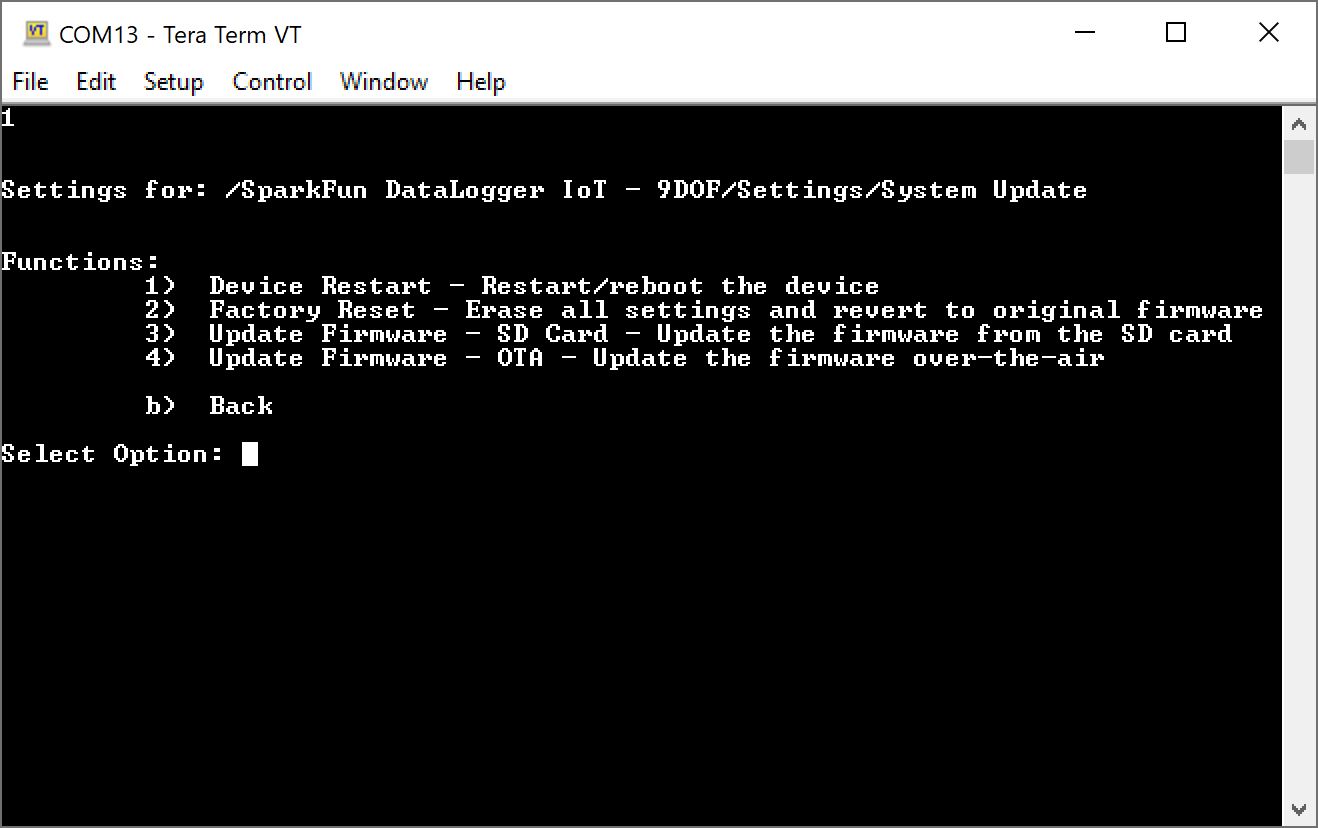 COM13 - Tera Term VT
File Edit Setup Control Window Help
1
Settings for: /SparkFun DataLogger IoT - 9DOF/Settings/System Update
Functions:
1) Device Restart - Restart/reboot the device
2) Factory Reset - Erase all settings and revert to original firmware
3) Update Firmware - SD Card - Update the firmware from the SD card
4) Update Firmware - OTA - Update the firmware over-the-air
b) Back
Select Option: